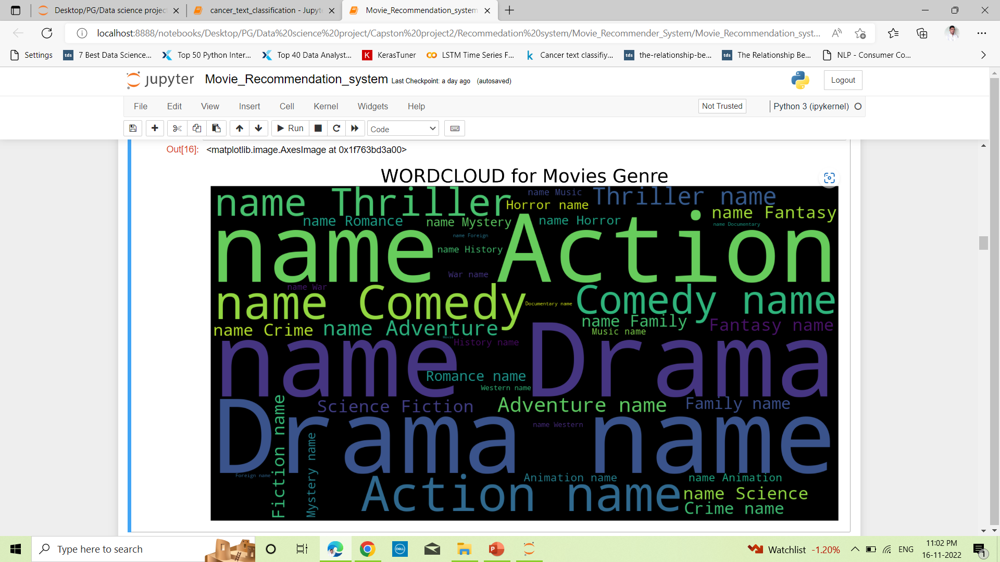 Desktop/PG/Data science projec
cancer_text_classification - Jupyte
Movie_Recommendation_system
localhost:8888/notebooks/Desktop/PG/Data%20science%20project/Capston%20project2/Recommedation%20system/Movie_Recommender_System/Movie_Recommendation_syst...
Settings
tds 7 Best Data Science...
Top 50 Python Inter...
Top 40 Data Analyst...
K KerasTuner
LSTM Time Series F...
k Cancer text classifiy...
tds the-relationship-be...
tds The Relationship Be...
NLP - Consumer Co...
jupyter Movie_Recommendation_system Last Checkpoint: a day ago (autosaved)
Logout
File Edit View Insert Cell Kernel Widgets Help
Not Trusted
Python 3 (ipykernel)
Run
Code
Out[16]: <matplotlib.image.AxesImage at 0x1f763bd3a00>
WORDCLOUD for Movies Genre
name Thriller
name Music
Thriller name
Horror name
name Fantasy
name Romance
name Mystery
name Horror
name Documentary
name Action
name Foreign
name History
War name
name War
name Comedy
Documentary name
Comedy name
name Crime
name Adventure
name Family
Fantasy name
Music name
Movie
History name
name Drama
Romance name
Western name
Science Fiction
Adventure name
Family name
Drama name
name Western
Fiction name
Mystery name
Foreign name
Animation name
name Animation
Action name
name Science
Crime name
Type here to search
DELL
P
Watchlist -1.20%
ENG
11:02 PM
16-11-2022
1